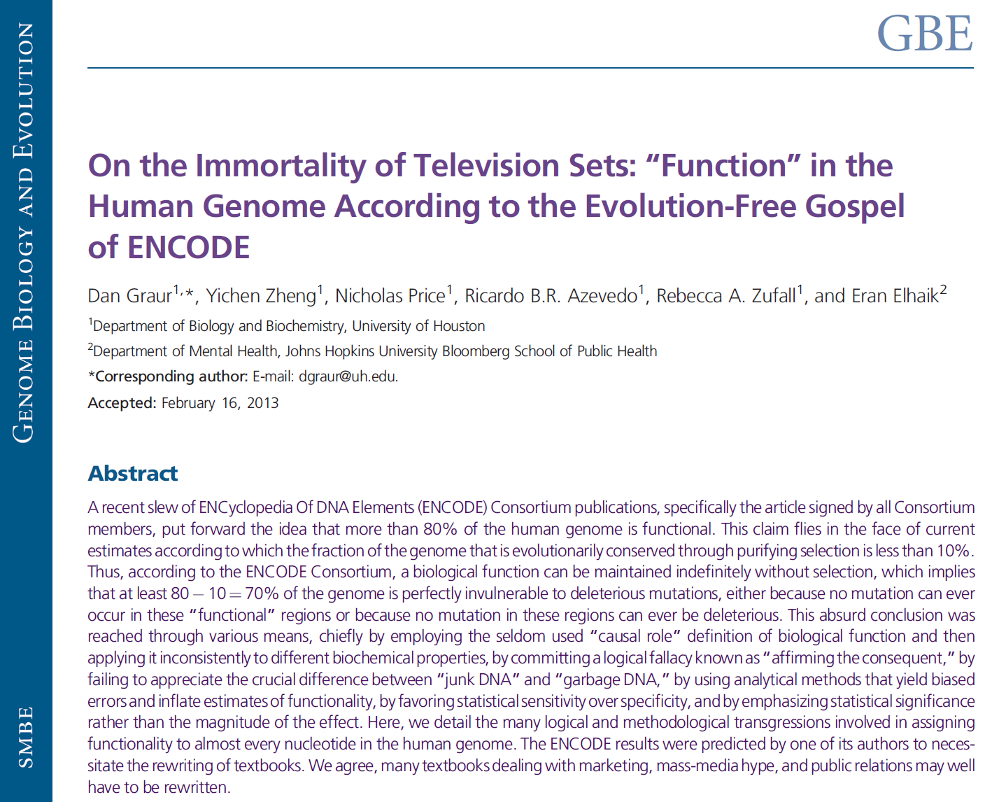 GBE
GENOME BIOLOGY AND EVOLUTION
SMBE
On the Immortality of Television Sets: “Function” in the
Human Genome According to the Evolution-Free Gospel
of ENCODE
Dan Graur1,*, Yichen Zheng1, Nicholas Price1, Ricardo B.R. Azevedo1, Rebecca A. Zufall1, and Eran Elhaik2
1Department of Biology and Biochemistry, University of Houston
2Department of Mental Health, Johns Hopkins University Bloomberg School of Public Health
*Corresponding author: E-mail: dgraur@uh.edu.
Accepted: February 16, 2013
Abstract
A recent slew of ENCyclopedia Of DNA Elements (ENCODE) Consortium publications, specifically the article signed by all Consortium
members, put forward the idea that more than 80% of the human genome is functional. This claim flies in the face of current
estimates according to which the fraction of the genome that is evolutionarily conserved through purifying selection is less than 10%.
Thus, according to the ENCODE Consortium, a biological function can be maintained indefinitely without selection, which implies
that at least 80 − 10 = 70% of the genome is perfectly invulnerable to deleterious mutations, either because no mutation can ever
occur in these “functional” regions or because no mutation in these regions can ever be deleterious. This absurd conclusion was
reached through various means, chiefly by employing the seldom used “causal role” definition of biological function and then
applying it inconsistently to different biochemical properties, by committing a logical fallacy known as “affirming the consequent,” by
failing to appreciate the crucial difference between “junk DNA” and “garbage DNA,” by using analytical methods that yield biased
errors and inflate estimates of functionality, by favoring statistical sensitivity over specificity, and by emphasizing statistical significance
rather than the magnitude of the effect. Here, we detail the many logical and methodological transgressions involved in assigning
functionality to almost every nucleotide in the human genome. The ENCODE results were predicted by one of its authors to neces-
sitate the rewriting of textbooks. We agree, many textbooks dealing with marketing, mass-media hype, and public relations may well
have to be rewritten.